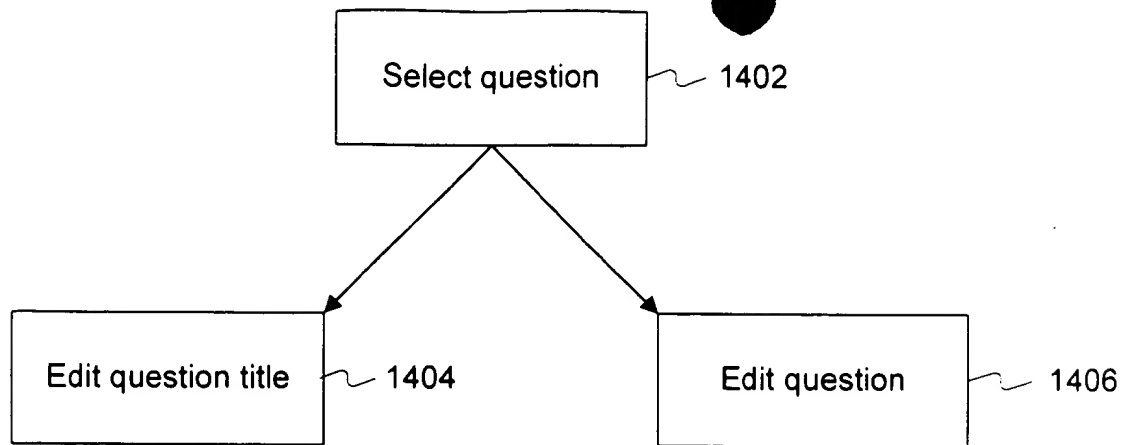 Select question
1402
Edit question title
1404
Edit question
1406